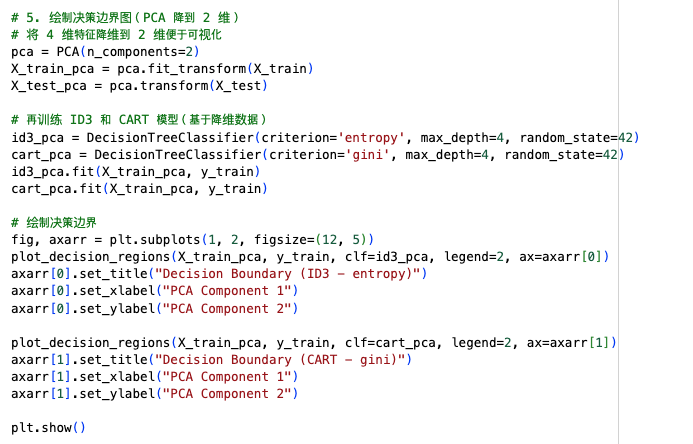 # 5. 绘制决策边界图(PCA 降到 2 维)
# 将 4 维特征降维到 2 维便于可视化
pca = PCA(n_components=2)
X_train_pca = pca.fit_transform(X_train)
X_test_pca = pca.transform(X_test)

# 再训练 ID3 和 CART 模型(基于降维数据)
id3_pca = DecisionTreeClassifier(criterion='entropy', max_depth=4, random_state=42)
cart_pca = DecisionTreeClassifier(criterion='gini', max_depth=4, random_state=42)
id3_pca.fit(X_train_pca, y_train)
cart_pca.fit(X_train_pca, y_train)

# 绘制决策边界
fig, axarr = plt.subplots(1, 2, figsize=(12, 5))
plot_decision_regions(X_train_pca, y_train, clf=id3_pca, legend=2, ax=axarr[0])
axarr[0].set_title("Decision Boundary (ID3 - entropy)")
axarr[0].set_xlabel("PCA Component 1")
axarr[0].set_ylabel("PCA Component 2")

plot_decision_regions(X_train_pca, y_train, clf=cart_pca, legend=2, ax=axarr[1])
axarr[1].set_title("Decision Boundary (CART - gini)")
axarr[1].set_xlabel("PCA Component 1")
axarr[1].set_ylabel("PCA Component 2")

plt.show()